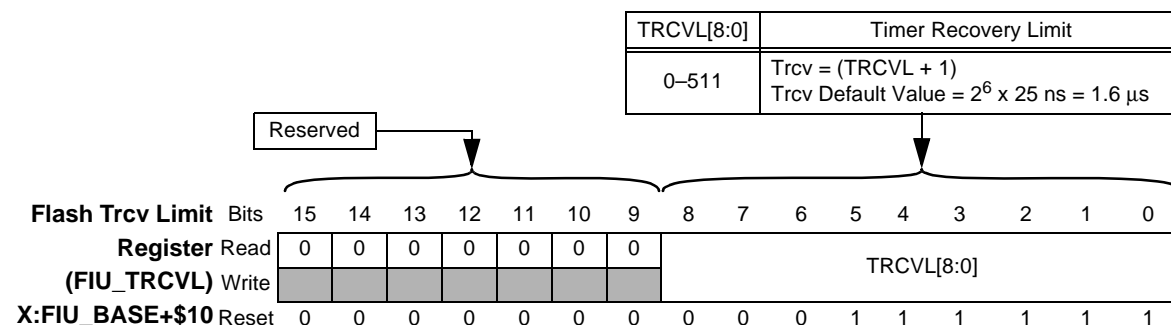 TRCVL[8:0] Timer Recovery Limit
0–511 Trcv = (TRCVL + 1)
Trcv Default Value = 2⁶ x 25 ns = 1.6 μs
Reserved
Flash Trcv Limit Bits 15 14 13 12 11 10 9 8 7 6 5 4 3 2 1 0
Register Read 0 0 0 0 0 0 0 TRCVL[8:0]
(FIU_TRCVL) Write
X:FIU_BASE+$10 Reset 0 0 0 0 0 0 0 0 0 0 1 1 1 1 1 1